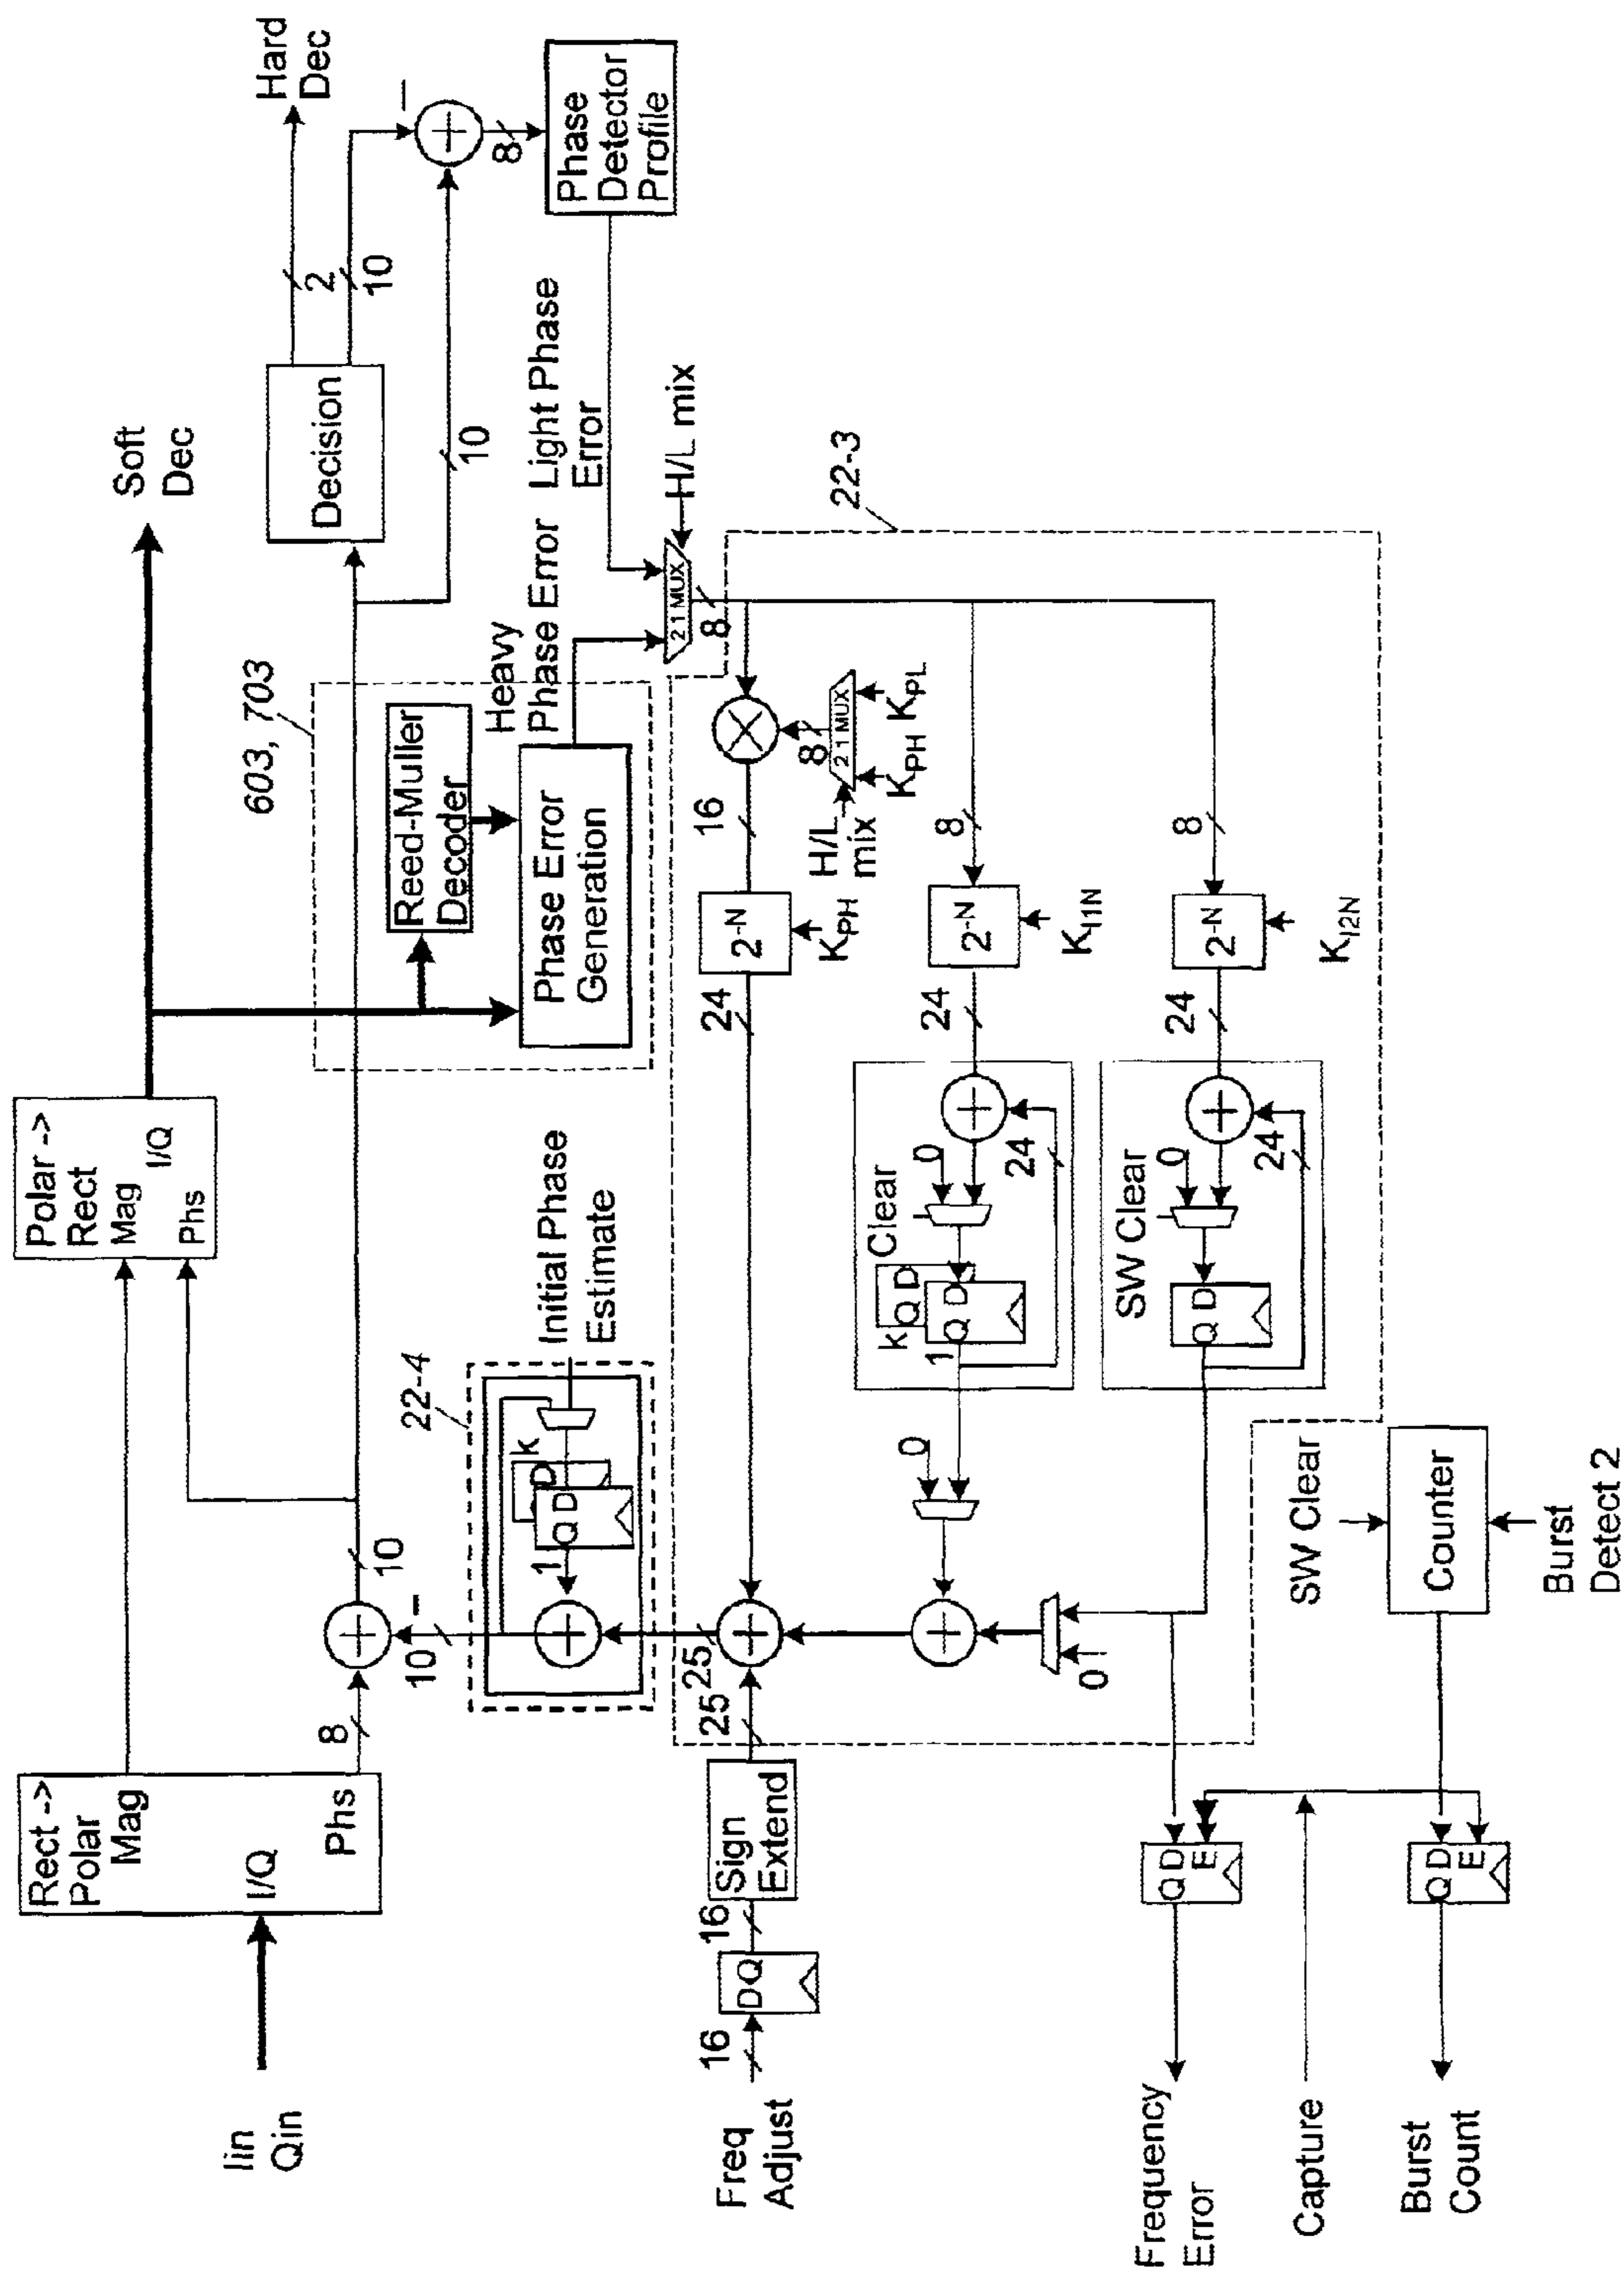 Iin
Qin
Rect ->
Polar
Mag
I/Q
Phs
8
10
–
10
Polar ->
Rect
Mag
I/Q
Phs
Soft
Dec
603, 703
Reed-Muller
Decoder
Phase Error
Generation
Heavy
Phase Error
Light Phase
Error
Decision
2
10
10
Hard
Dec
–
8
Phase
Detector
Profile
H/L mix
2 1 MUX
8
22-4
Initial Phase
Estimate
k
D
Q D
1
22-3
Freq
Adjust
16
D Q
16
Sign
Extend
25
25
24
2-N
KPH
16
8
2 1 MUX
H/L
mix
KPH KPL
8
2-N
KI1N
24
24
0
Clear
k
Q D
Q D
1
0
8
2-N
KI2N
24
24
0
SW Clear
Q D
0
SW Clear
Counter
Burst
Detect 2
Q D
E
Q D
E
Frequency
Error
Capture
Burst
Count